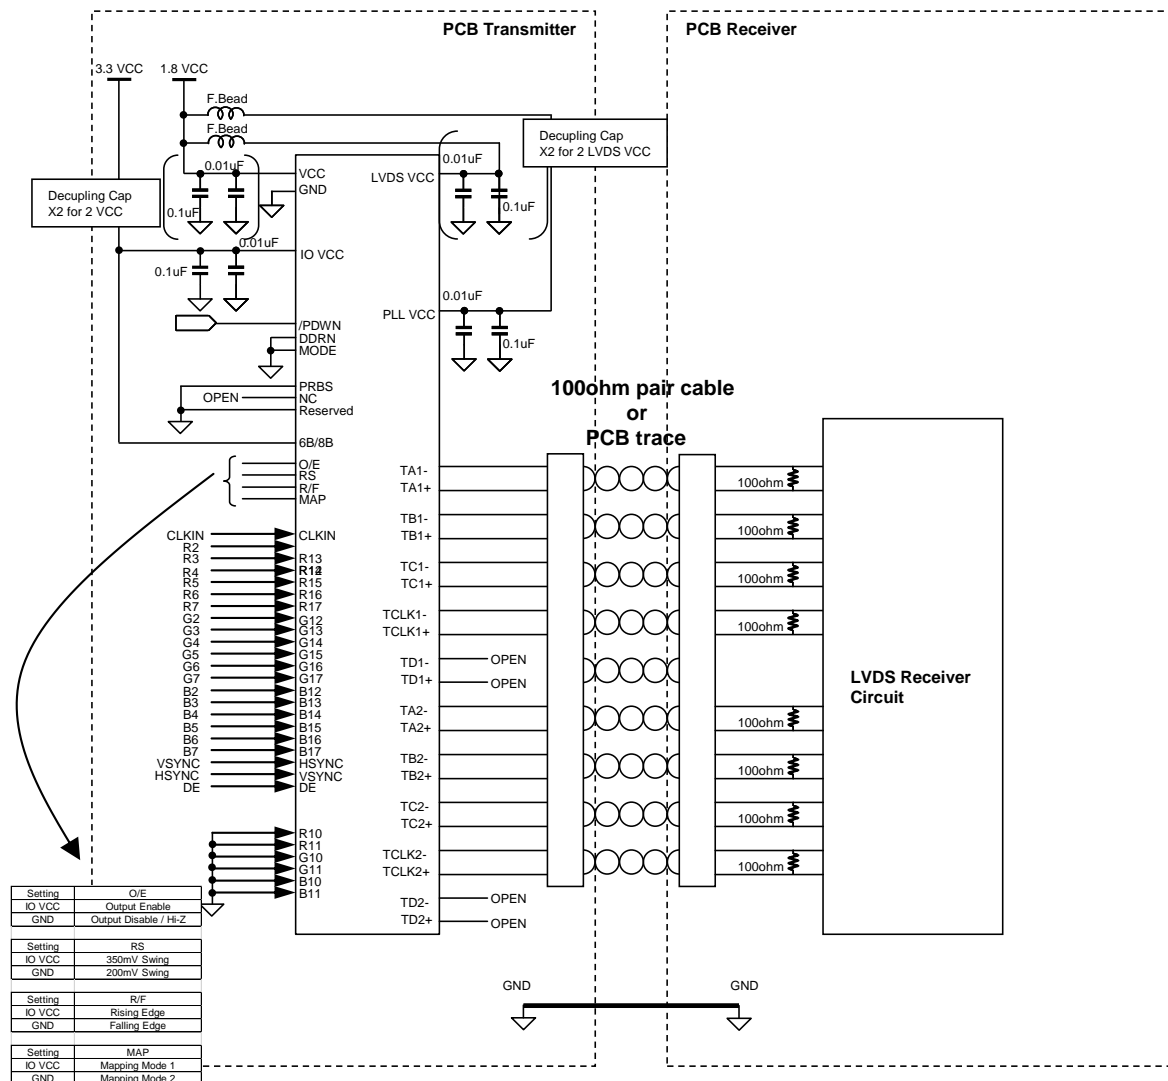 PCB Transmitter
PCB Receiver
3.3 VCC
1.8 VCC
F.Bead
F.Bead
Decupling Cap
X2 for 2 LVDS VCC
Decupling Cap
X2 for 2 VCC
0.01uF
0.1uF
VCC
GND
LVDS VCC
0.01uF
0.1uF
0.01uF
0.1uF
IO VCC
0.01uF
0.1uF
PLL VCC
/PDWN
DDRN
MODE
PRBS
OPEN
NC
Reserved
6B/8B
O/E
RS
R/F
MAP
100ohm pair cable
or
PCB trace
CLKIN
R2
R3
R4
R5
R6
R7
G2
G3
G4
G5
G6
G7
B2
B3
B4
B5
B6
B7
VSYNC
HSYNC
DE
CLKIN
R13
R12
R14
R15
R16
R17
G12
G13
G14
G15
G16
G17
B12
B13
B14
B15
B16
B17
HSYNC
VSYNC
DE
R10
R11
G10
G11
B10
B11
TA1-
TA1+
TB1-
TB1+
TC1-
TC1+
TCLK1-
TCLK1+
TD1-
OPEN
TD1+
OPEN
TA2-
TA2+
TB2-
TB2+
TC2-
TC2+
TCLK2-
TCLK2+
TD2-
OPEN
TD2+
OPEN
100ohm
100ohm
100ohm
100ohm
100ohm
100ohm
100ohm
100ohm
LVDS Receiver
Circuit
GND
GND
Setting O/E
IO VCC Output Enable
GND Output Disable / Hi-Z
Setting RS
IO VCC 350mV Swing
GND 200mV Swing
Setting R/F
IO VCC Rising Edge
GND Falling Edge
Setting MAP
IO VCC Mapping Mode 1
GND Mapping Mode 2